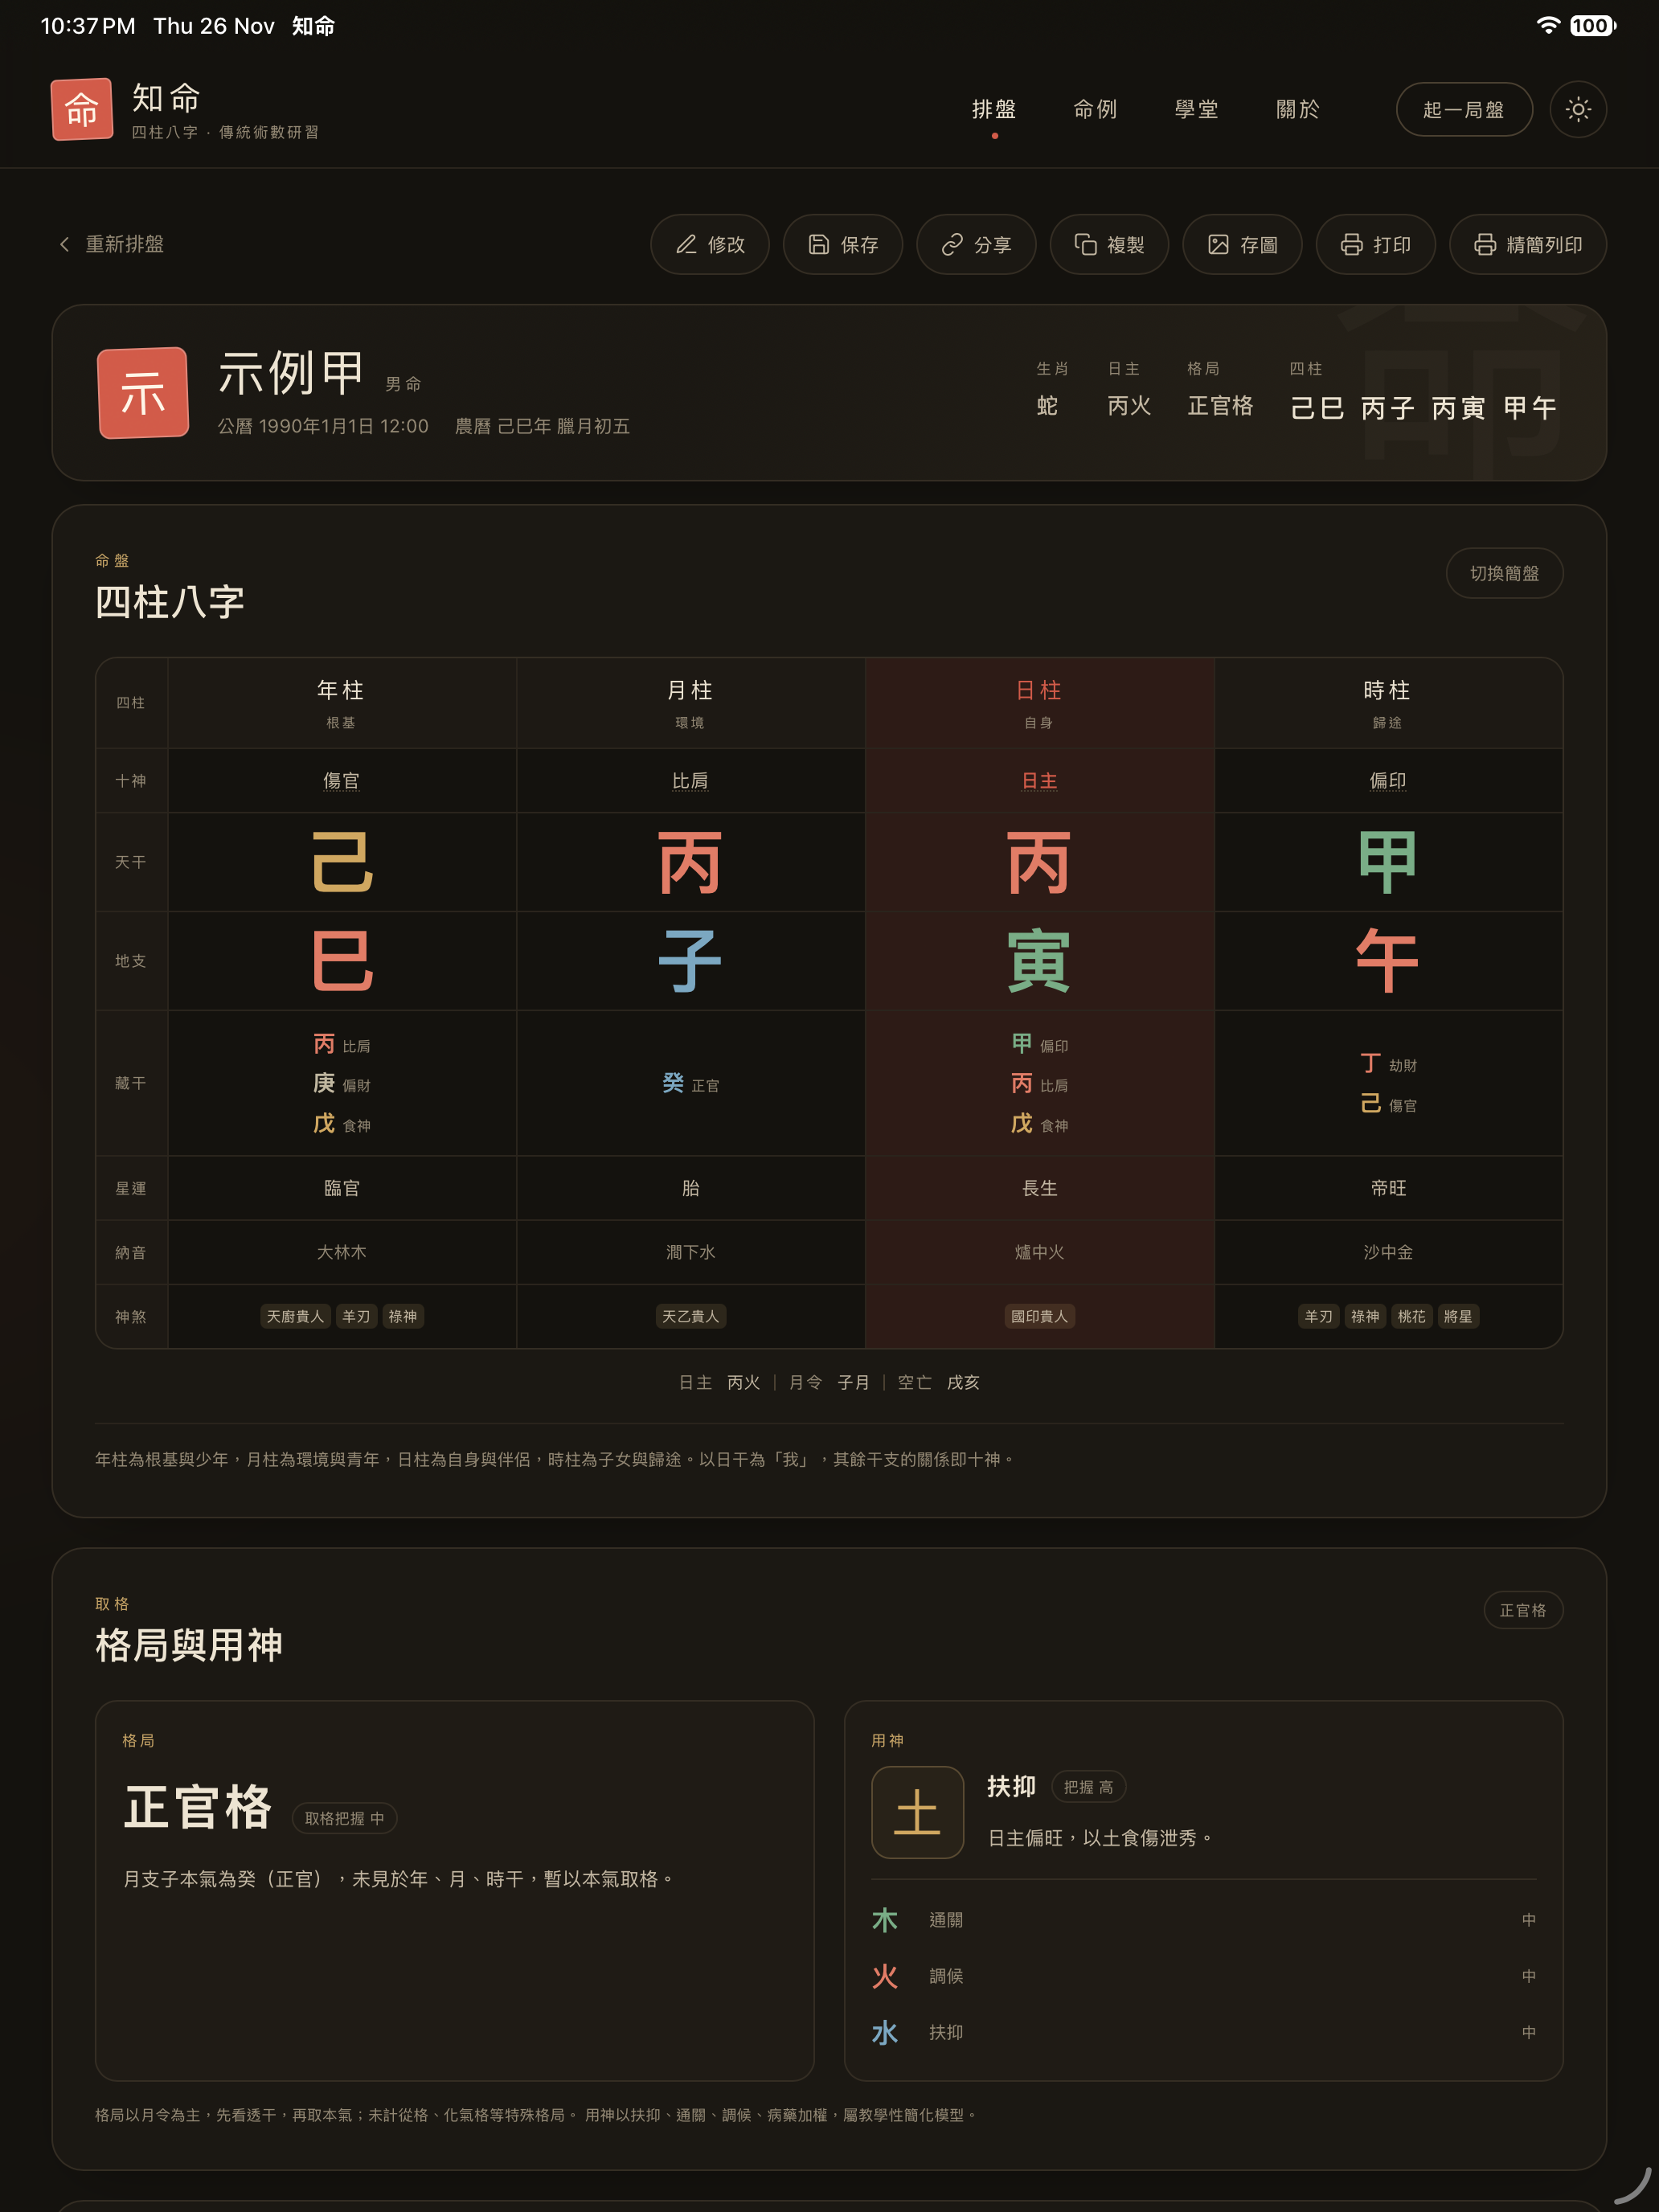 10:37 PM Thu 26 Nov 知命
100
命
知命
四柱八字 · 傳統術數研習
排盤 命例 學堂 關於 起一局盤
重新排盤
修改 保存 分享 複製 存圖 打印 精簡列印
示
示例甲 男命
公曆 1990年1月1日 12:00 農曆 己巳年 臘月初五
生肖 日主 格局 四柱
蛇 丙火 正官格 己巳 丙子 丙寅 甲午
命
命盤
四柱八字
切換簡盤
四柱 年柱 月柱 日柱 時柱
根基 環境 自身 歸途
十神 傷官 比肩 日主 偏印
天干 己 丙 丙 甲
地支 巳 子 寅 午
藏干
丙 比肩
庚 偏財
戊 食神
癸 正官
甲 偏印
丙 比肩
戊 食神
丁 劫財
己 傷官
星運 臨官 胎 長生 帝旺
納音 大林木 澗下水 爐中火 沙中金
神煞 天廚貴人 羊刃 祿神 天乙貴人 國印貴人 羊刃 祿神 桃花 將星
日主 丙火 | 月令 子月 | 空亡 戌亥
年柱為根基與少年，月柱為環境與青年，日柱為自身與伴侶，時柱為子女與歸途。以日干為「我」，其餘干支的關係即十神。
取格
格局與用神
正官格
格局
正官格 取格把握 中
月支子本氣為癸（正官），未見於年、月、時干，暫以本氣取格。
用神
土
扶抑 把握 高
日主偏旺，以土食傷泄秀。
木 通關 中
火 調候 中
水 扶抑 中
格局以月令為主，先看透干，再取本氣；未計從格、化氣格等特殊格局。 用神以扶抑、通關、調候、病藥加權，屬教學性簡化模型。